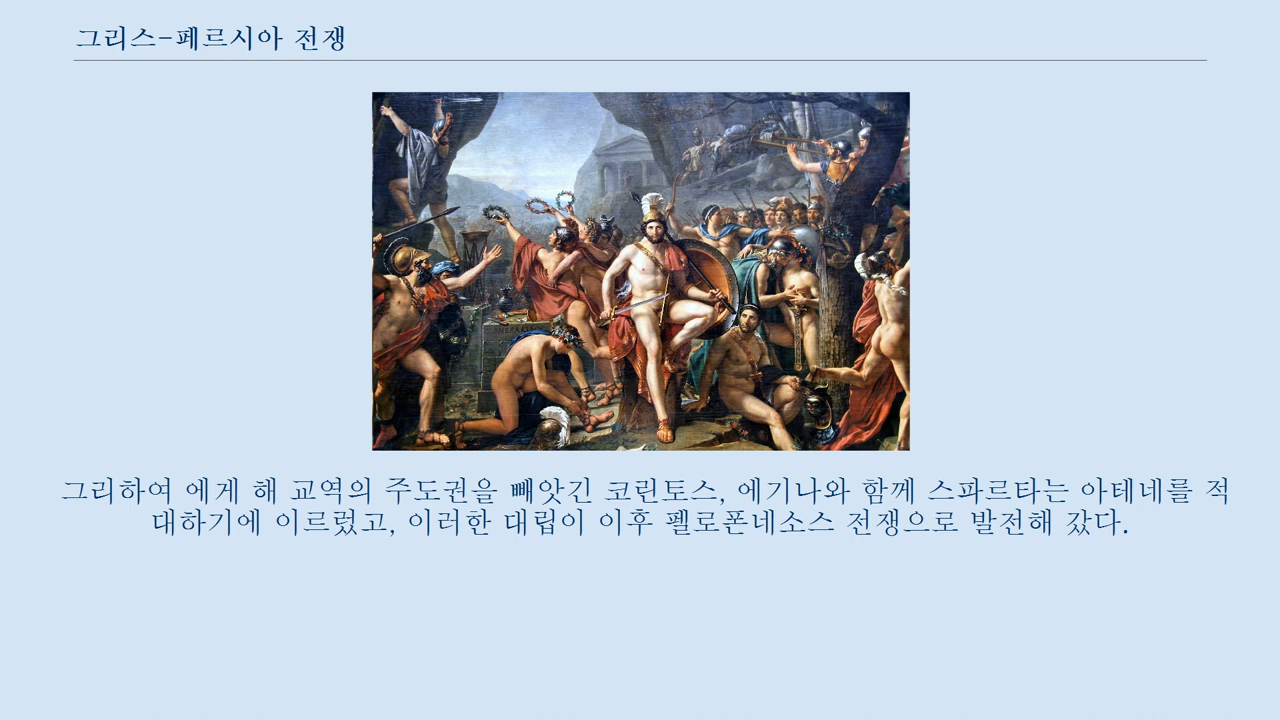 그리스-페르시아 전쟁
그리하여 에게 해 교역의 주도권을 빼앗긴 코린토스, 에기나와 함께 스파르타는 아테네를 적
대하기에 이르렀고, 이러한 대립이 이후 펠로폰네소스 전쟁으로 발전해 갔다.